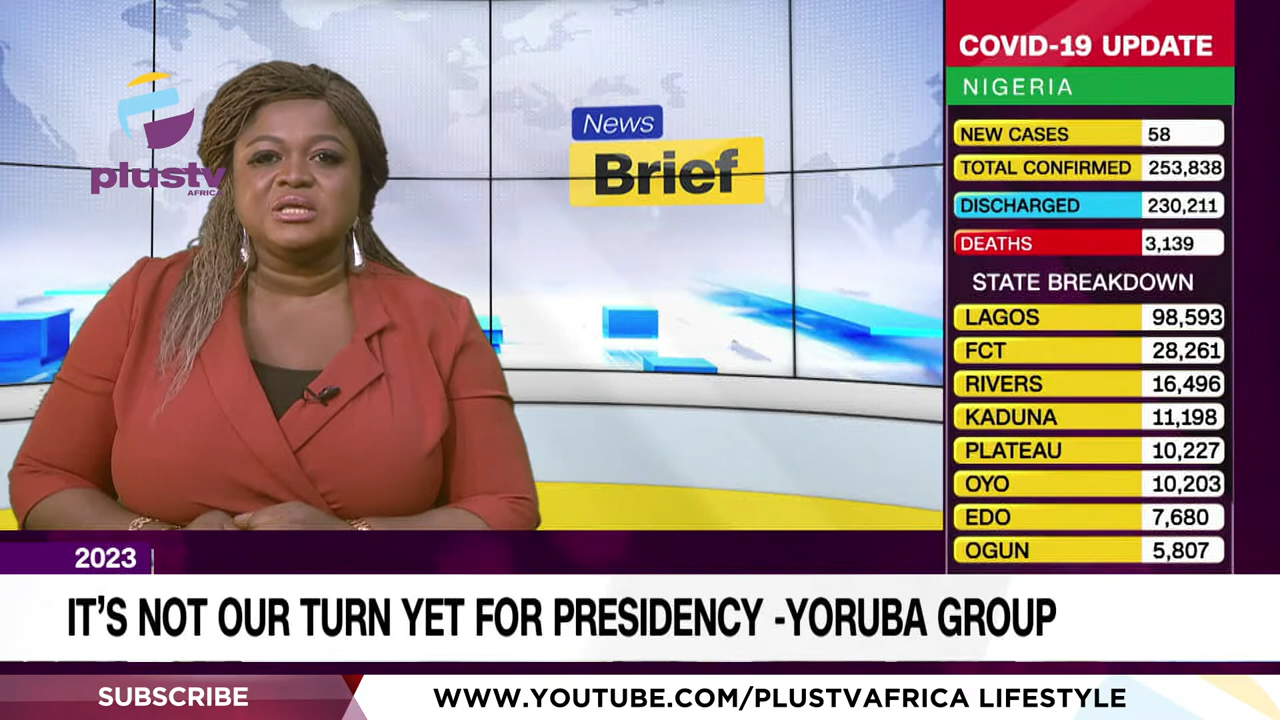 plustv
AFRICA
News
Brief
COVID-19 UPDATE
NIGERIA
NEW CASES 58
TOTAL CONFIRMED 253,838
DISCHARGED 230,211
DEATHS 3,139
STATE BREAKDOWN
LAGOS 98,593
FCT 28,261
RIVERS 16,496
KADUNA 11,198
PLATEAU 10,227
OYO 10,203
EDO 7,680
OGUN 5,807
2023
IT'S NOT OUR TURN YET FOR PRESIDENCY -YORUBA GROUP
SUBSCRIBE WWW.YOUTUBE.COM/PLUSTVAFRICA LIFESTYLE